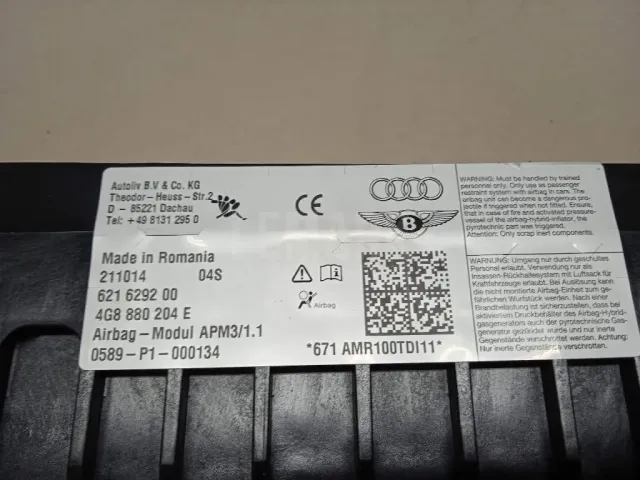 Autoliv B.V & Co. KG
Theodor - Heuss - Str.2
D - 85221 Dachau
Tel: +49 8131 295 0
CE
B
Made in Romania
211014 04S
621 6292 00
4G8 880 204 E
Airbag - Modul APM3/1.1
0589-P1-000134
Airbag
*671 AMR100TDI11*
WARNING: Must be handled by trained
personnel only. Only use as passenger
restraint system with airbag in cars. The
airbag unit can become a dangerous pro-
jectile if triggered when not fitted. Ensure,
that in case of fire and activated pressure-
vessel of the airbag-hybrid-inflator, the
pyrotechnic part was triggered.
Attention: Only scrap inert components.
WARNUNG: Umgang nur durch geschultes
Personal erlaubt. Verwendung nur als
Insassen-Rückhaltesystem mit Luftsack für
Kraftfahrzeuge erlaubt. Bei Auslösung kann
die nicht montierte Airbag-Einheit zum ge-
fährlichen Wurfstück werden. Nach einem
Brand ist sicherzustellen, dass bei
aktiviertem Druckbehälter des Airbag-Hybrid-
gasgenerators auch der pyrotechnische Gas-
generator gezündet wurde! Nur inerte
Gegenstände verschrotten. Achtung:
Nur inerte Gegenstände verschrotten.